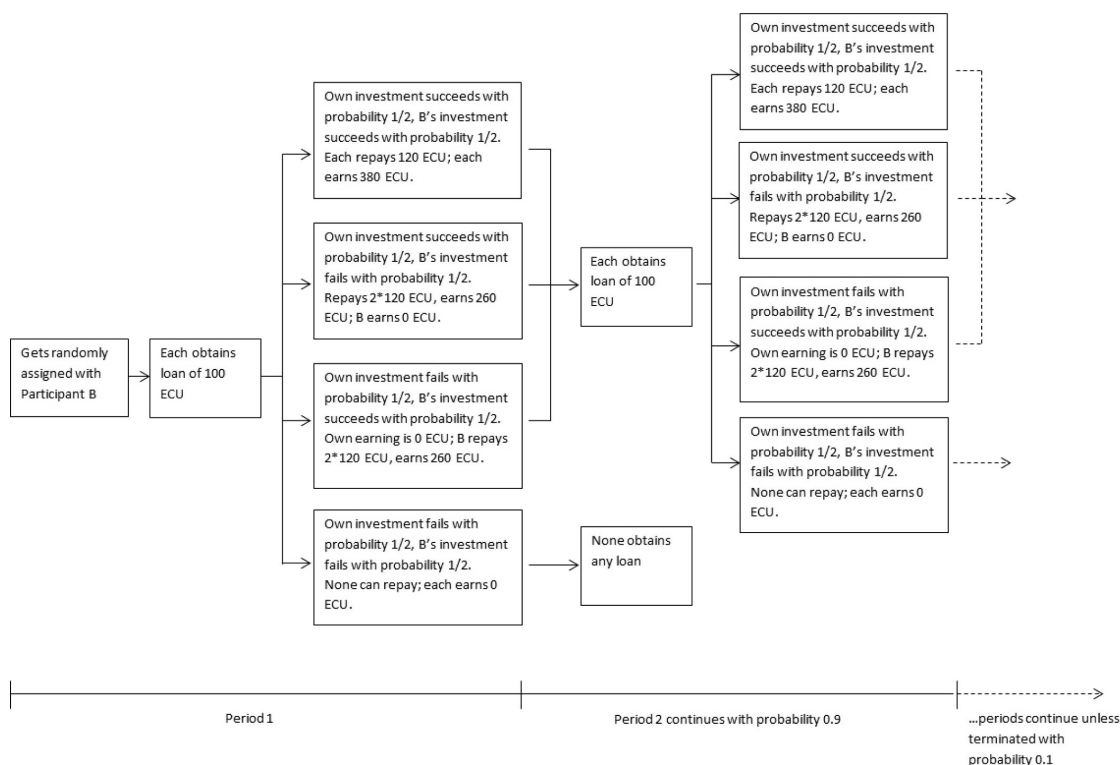 Gets randomly
assigned with
Participant B
Each obtains
loan of 100
ECU
Own investment succeeds with
probability 1/2, B's investment
succeeds with probability 1/2.
Each repays 120 ECU; each
earns 380 ECU.
Own investment succeeds with
probability 1/2, B's investment
fails with probability 1/2.
Repays 2*120 ECU, earns 260
ECU; B earns 0 ECU.
Own investment fails with
probability 1/2, B's investment
succeeds with probability 1/2.
Own earning is 0 ECU; B repays
2*120 ECU, earns 260 ECU.
Own investment fails with
probability 1/2, B's investment
fails with probability 1/2.
None can repay; each earns 0
ECU.
Each obtains
loan of 100
ECU
None obtains
any loan
Own investment succeeds with
probability 1/2, B's investment
succeeds with probability 1/2.
Each repays 120 ECU; each
earns 380 ECU.
Own investment succeeds with
probability 1/2, B's investment
fails with probability 1/2.
Repays 2*120 ECU, earns 260
ECU; B earns 0 ECU.
Own investment fails with
probability 1/2, B's investment
succeeds with probability 1/2.
Own earning is 0 ECU; B repays
2*120 ECU, earns 260 ECU.
Own investment fails with
probability 1/2, B's investment
fails with probability 1/2.
None can repay; each earns 0
ECU.
Period 1
Period 2 continues with probability 0.9
...periods continue unless
terminated with
probability 0.1